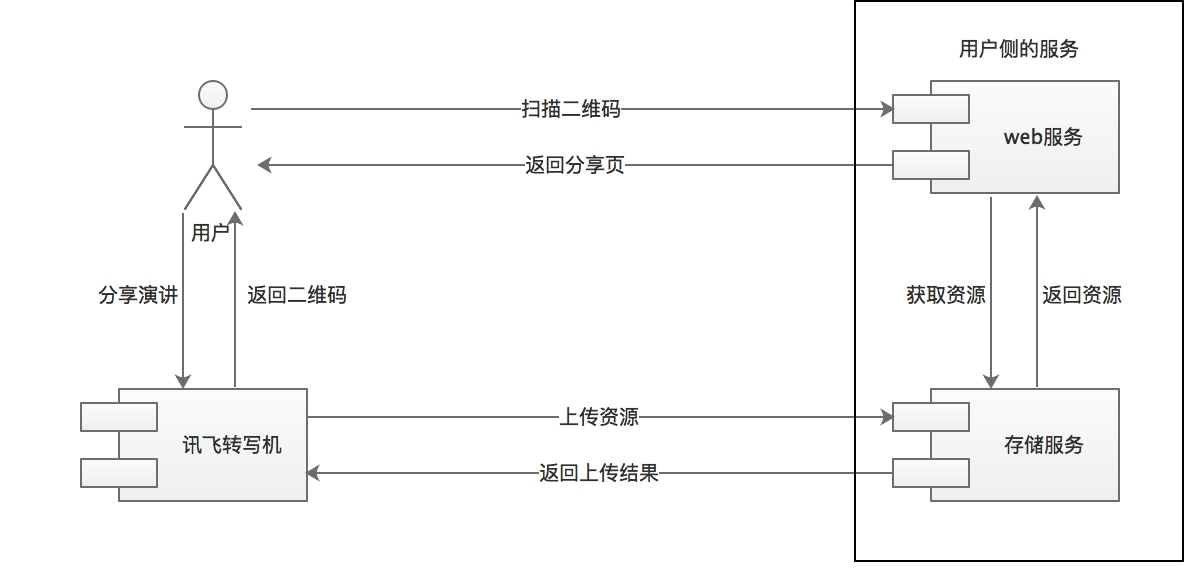 用户侧的服务
扫描二维码
web服务
返回分享页
用户
分享演讲
返回二维码
获取资源
返回资源
上传资源
讯飞转写机
存储服务
返回上传结果